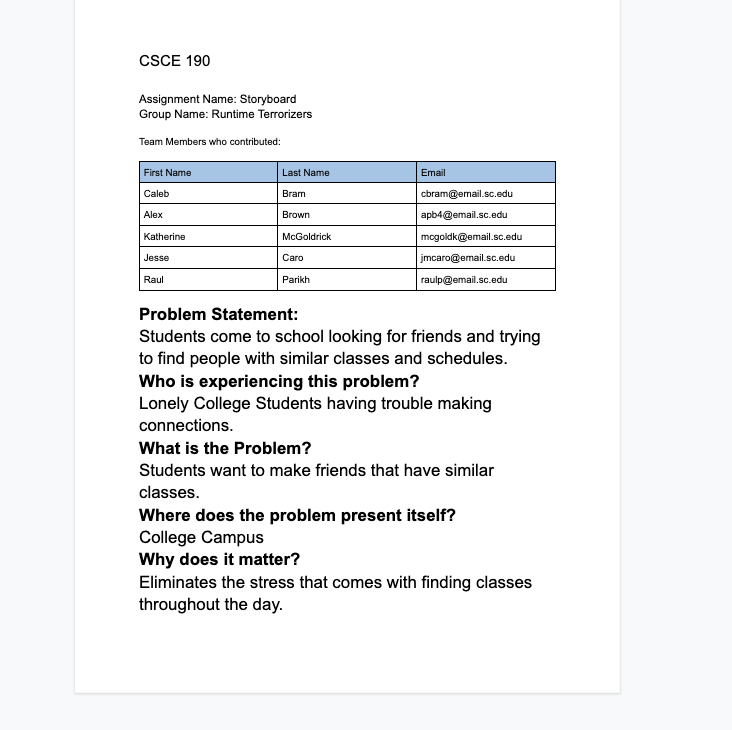 CSCE 190
Assignment Name: Storyboard
Group Name: Runtime Terrorizers
Team Members who contributed:
First Name Last Name Email
Caleb Bram cbram@email.sc.edu
Alex Brown apb4@email.sc.edu
Katherine McGoldrick mcgoldk@email.sc.edu
Jesse Caro jmcaro@email.sc.edu
Raul Parikh raulp@email.sc.edu
Problem Statement:
Students come to school looking for friends and trying
to find people with similar classes and schedules.
Who is experiencing this problem?
Lonely College Students having trouble making
connections.
What is the Problem?
Students want to make friends that have similar
classes.
Where does the problem present itself?
College Campus
Why does it matter?
Eliminates the stress that comes with finding classes
throughout the day.